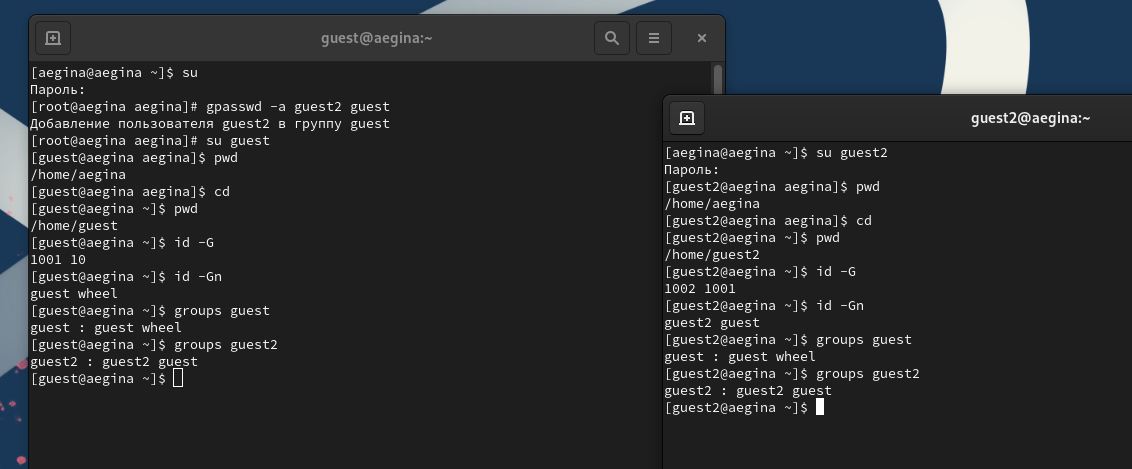 guest@aegina:~
[aegina@aegina ~]$ su
Пароль:
[root@aegina aegina]# gpasswd -a guest2 guest
Добавление пользователя guest2 в группу guest
[root@aegina aegina]# su guest
[guest@aegina aegina]$ pwd
/home/aegina
[guest@aegina aegina]$ cd
[guest@aegina ~]$ pwd
/home/guest
[guest@aegina ~]$ id -G
1001 10
[guest@aegina ~]$ id -Gn
guest wheel
[guest@aegina ~]$ groups guest
guest : guest wheel
[guest@aegina ~]$ groups guest2
guest2 : guest2 guest
[guest@aegina ~]$
guest2@aegina:~
[aegina@aegina ~]$ su guest2
Пароль:
[guest2@aegina aegina]$ pwd
/home/aegina
[guest2@aegina aegina]$ cd
[guest2@aegina ~]$ pwd
/home/guest2
[guest2@aegina ~]$ id -G
1002 1001
[guest2@aegina ~]$ id -Gn
guest2 guest
[guest2@aegina ~]$ groups guest
guest : guest wheel
[guest2@aegina ~]$ groups guest2
guest2 : guest2 guest
[guest2@aegina ~]$